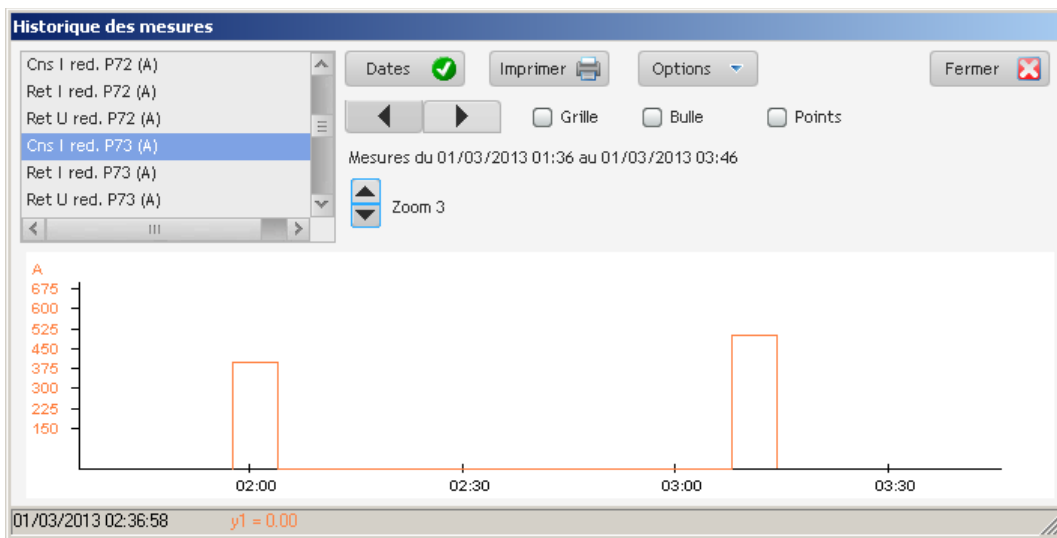 Historique des mesures
Cns I red. P72 (A)
Ret I red. P72 (A)
Ret U red. P72 (A)
Cns I red. P73 (A)
Ret I red. P73 (A)
Ret U red. P73 (A)
Dates
Imprimer
Options
Fermer
Grille
Bulle
Points
Mesures du 01/03/2013 01:36 au 01/03/2013 03:46
Zoom 3
A
675
600
525
450
375
300
225
150
02:00
02:30
03:00
03:30
01/03/2013 02:36:58
y1 = 0.00